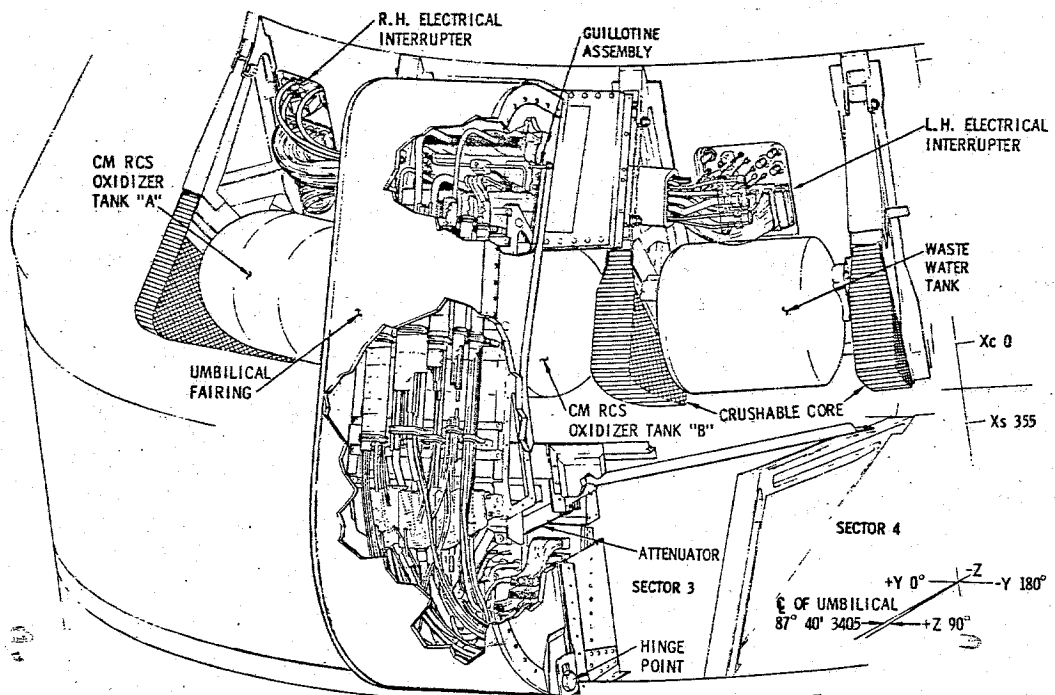 R.H. ELECTRICAL
INTERRUPTER
GUILLOTINE
ASSEMBLY
L.H. ELECTRICAL
INTERRUPTER
CM RCS
OXIDIZER
TANK "A"
WASTE
WATER
TANK
UMBILICAL
FAIRING
CM RCS
OXIDIZER TANK "B"
CRUSHABLE CORE
Xc 0
Xs 355
ATTENUATOR
SECTOR 3
SECTOR 4
HINGE
POINT
-Z
+Y 0°
-Y 180°
℄ OF UMBILICAL
87° 40' 3405
+Z 90°